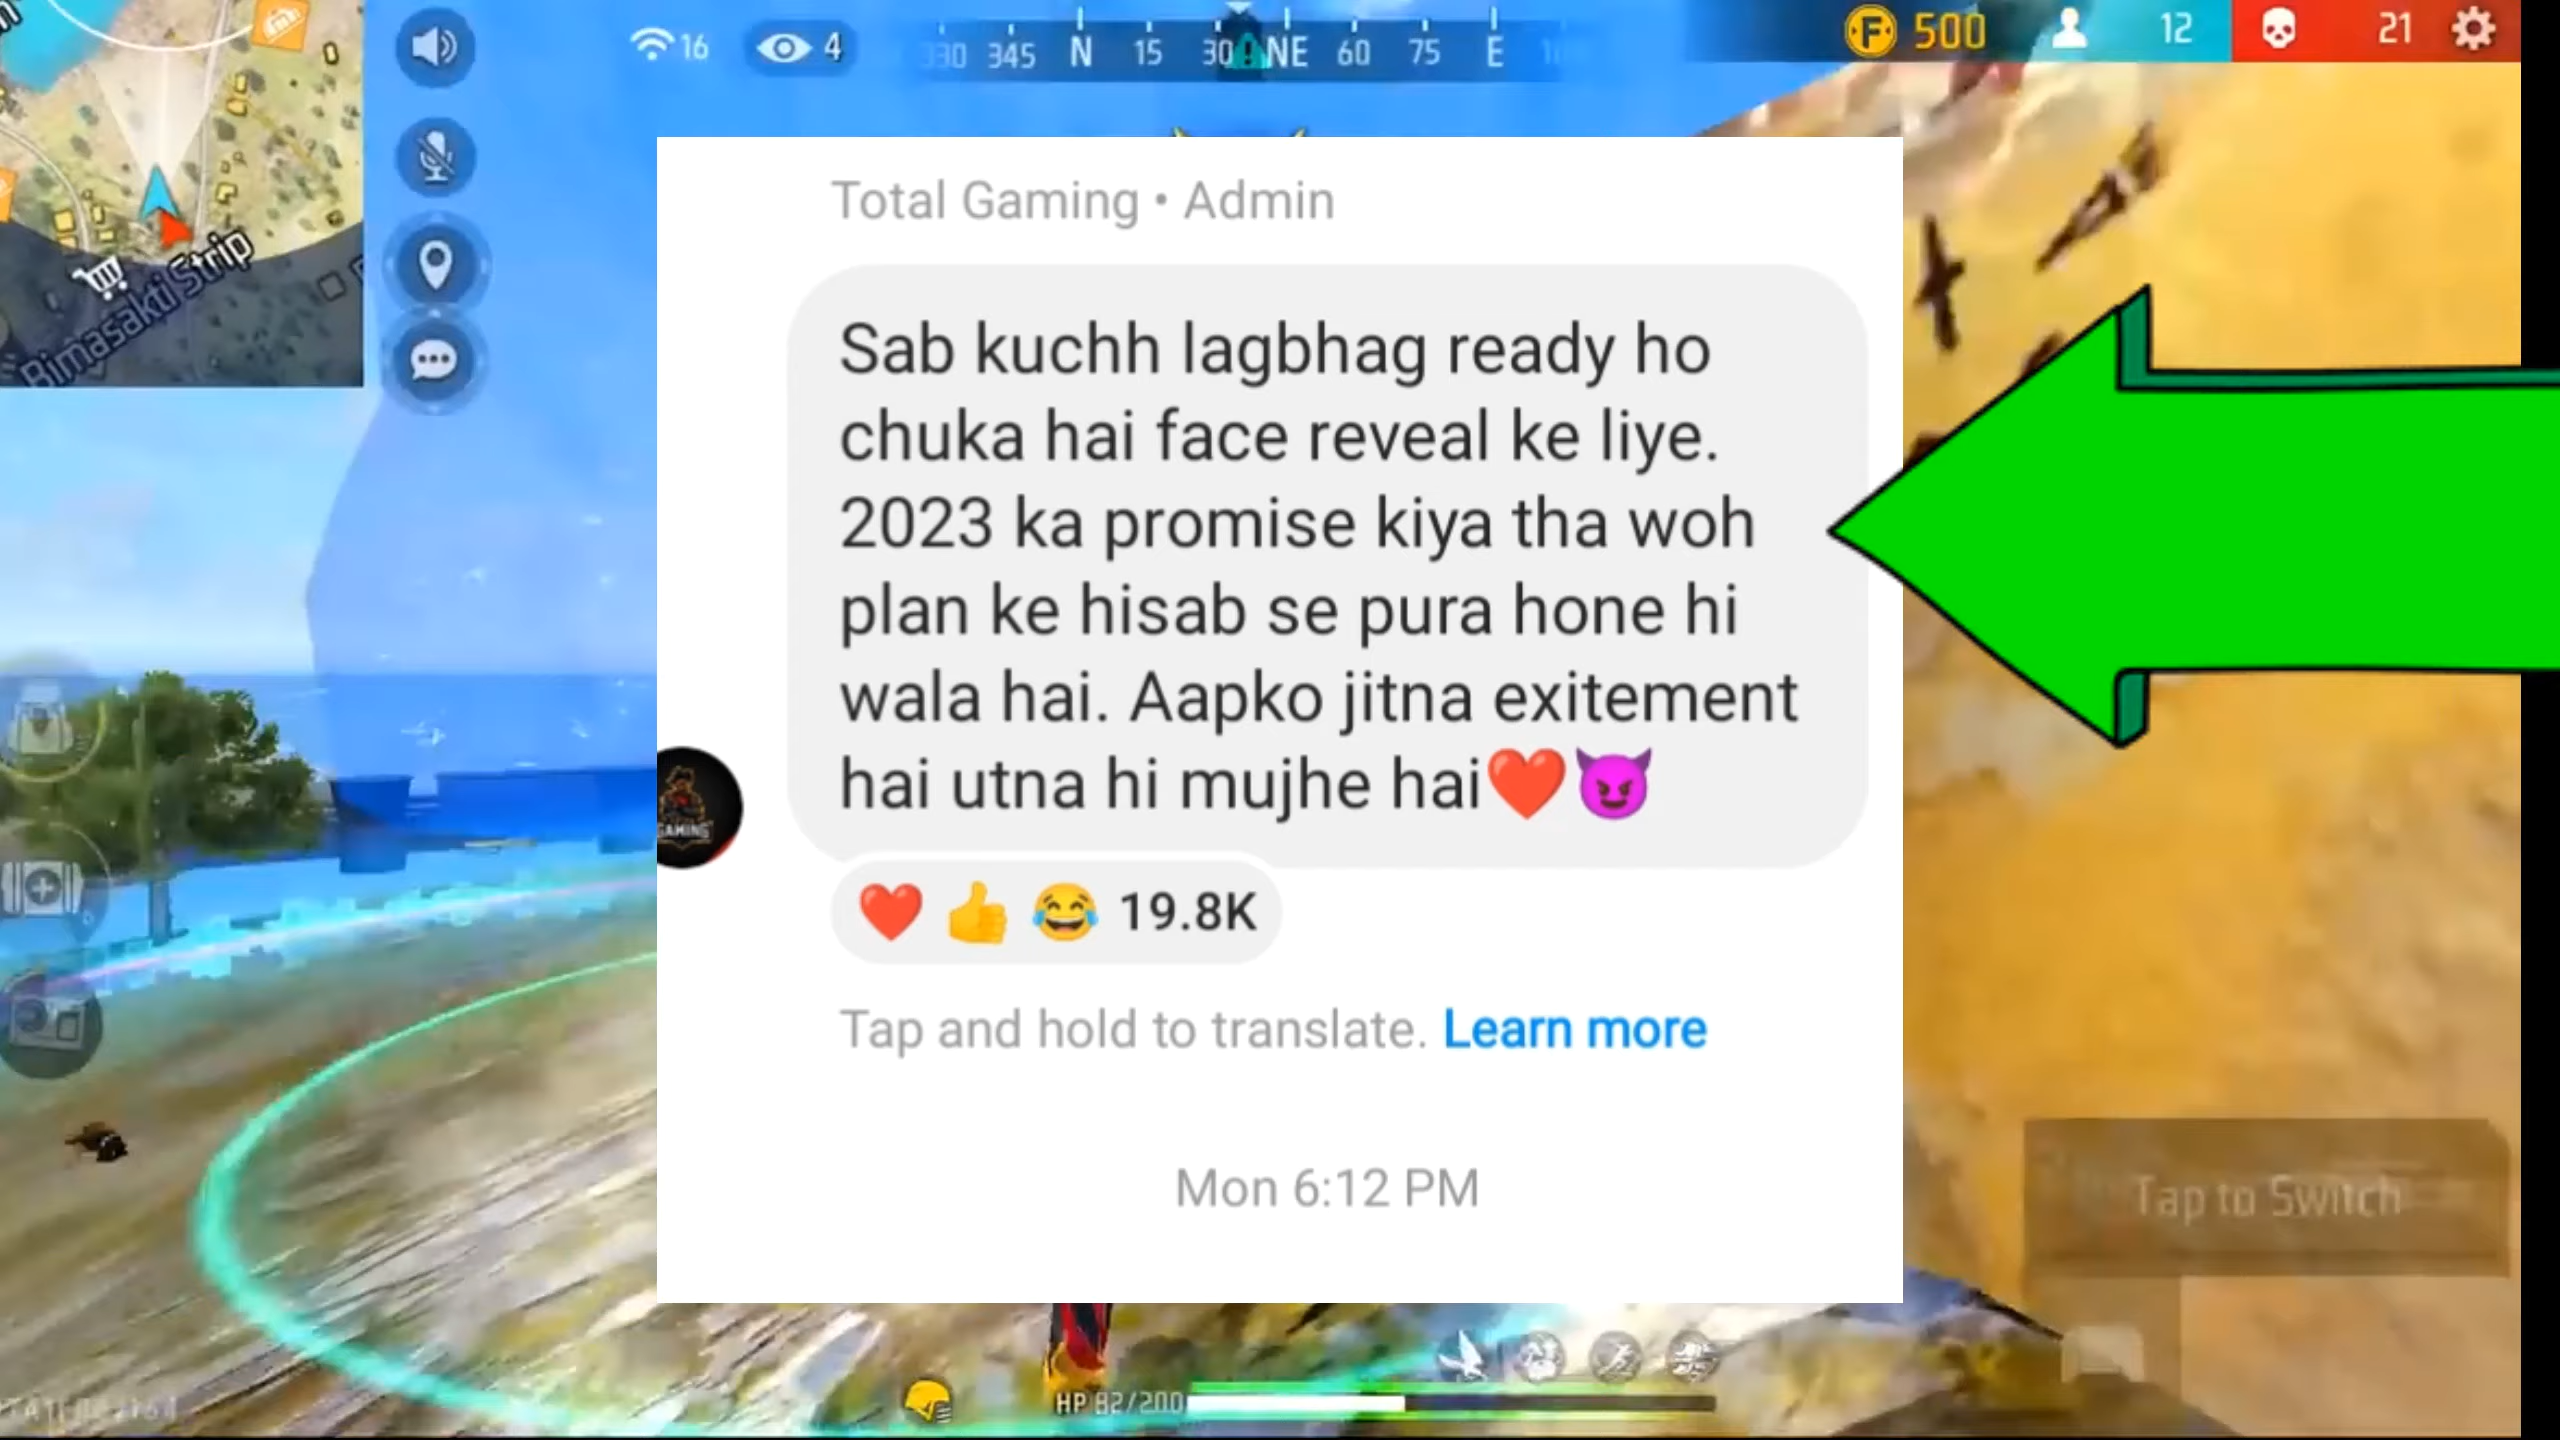 16
4
330 345 N 15 30 NE 60 75 E
500
12
21
Bimasakti Strip
Total Gaming • Admin
Sab kuchh lagbhag ready ho
chuka hai face reveal ke liye.
2023 ka promise kiya tha woh
plan ke hisab se pura hone hi
wala hai. Aapko jitna exitement
hai utna hi mujhe hai❤️😈
GAMING
❤️ 👍 😂 19.8K
Tap and hold to translate. Learn more
Mon 6:12 PM
Tap to Switch
HP 82/200